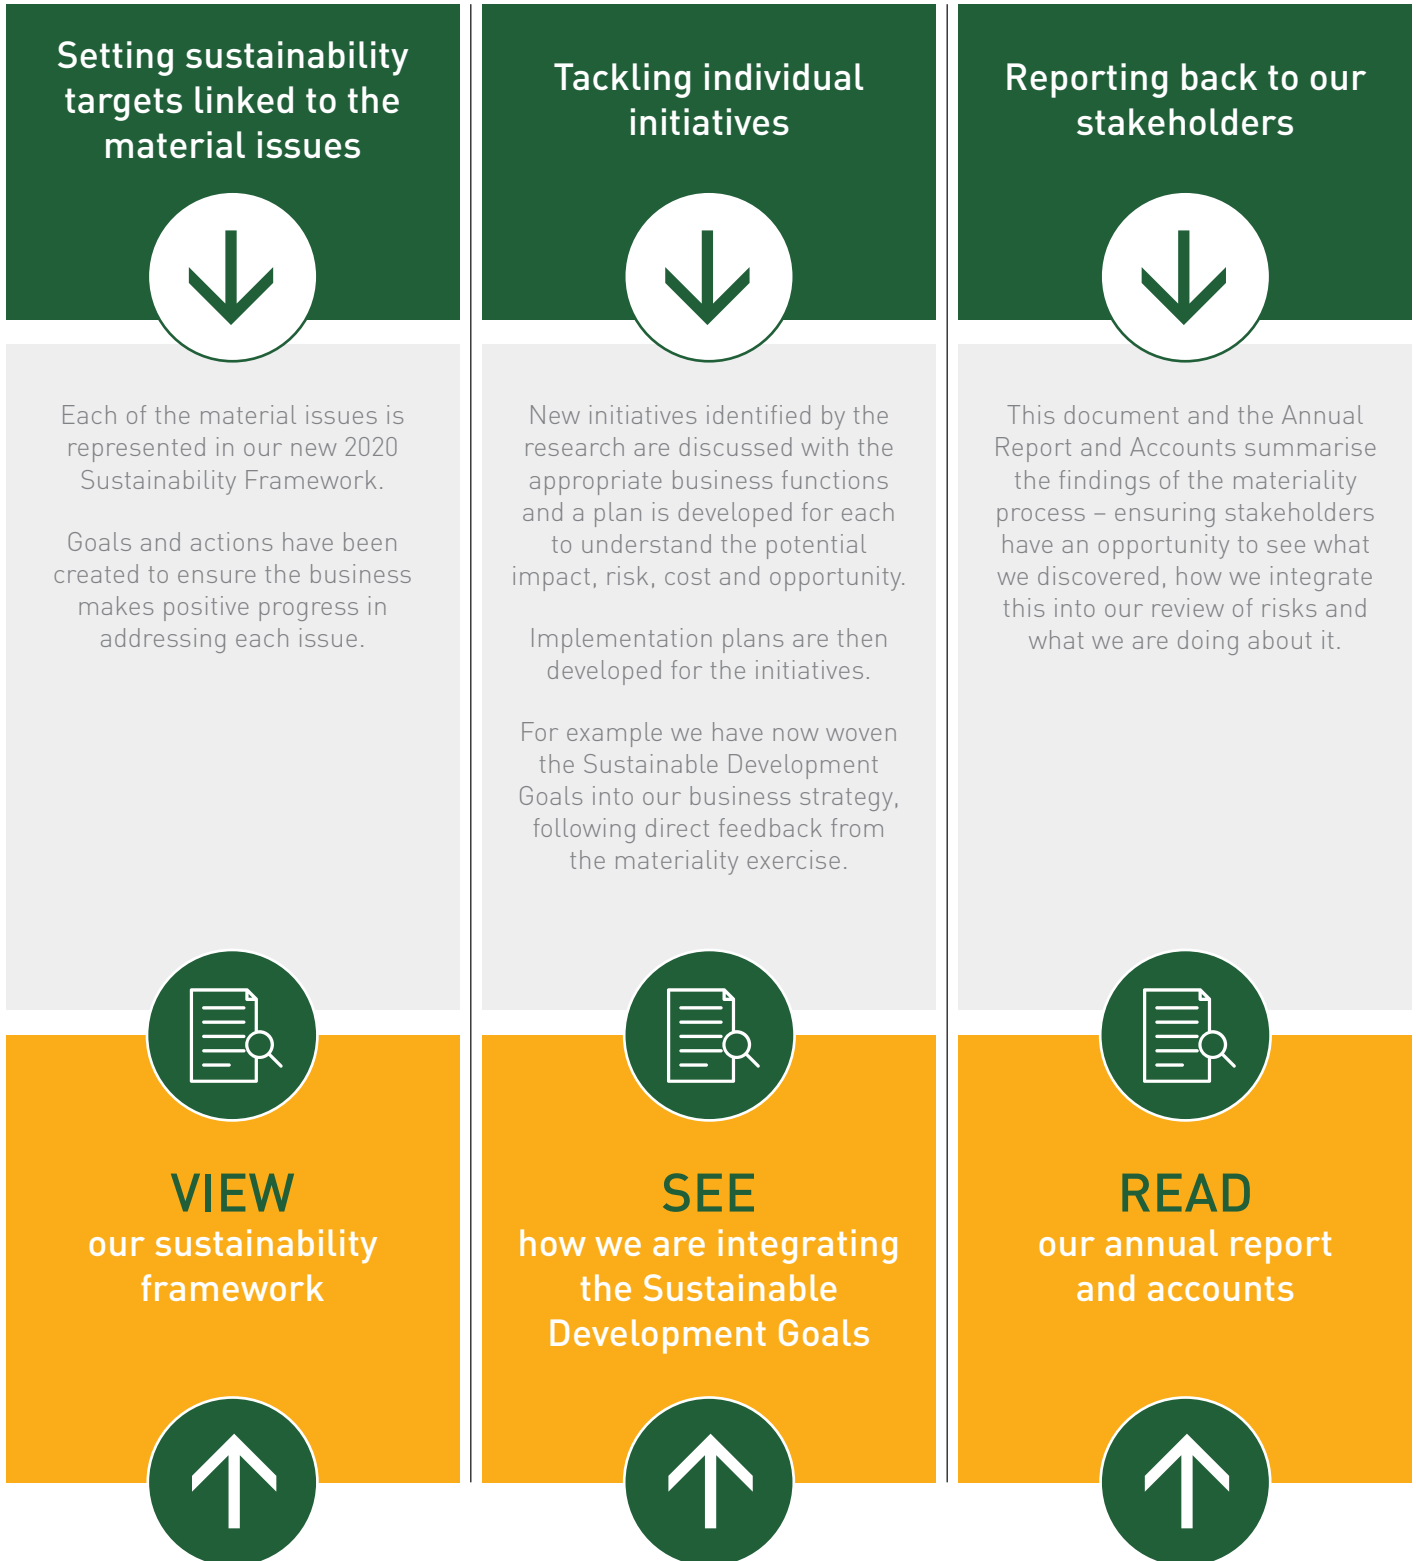 Setting sustainability
targets linked to the
material issues
Each of the material issues is
represented in our new 2020
Sustainability Framework.
Goals and actions have been
created to ensure the business
makes positive progress in
addressing each issue.
VIEW
our sustainability
framework
Tackling individual
initiatives
New initiatives identified by the
research are discussed with the
appropriate business functions
and a plan is developed for each
to understand the potential
impact, risk, cost and opportunity.
Implementation plans are then
developed for the initiatives.
For example we have now woven
the Sustainable Development
Goals into our business strategy,
following direct feedback from
the materiality exercise.
SEE
how we are integrating
the Sustainable
Development Goals
Reporting back to our
stakeholders
This document and the Annual
Report and Accounts summarise
the findings of the materiality
process – ensuring stakeholders
have an opportunity to see what
we discovered, how we integrate
this into our review of risks and
what we are doing about it.
READ
our annual report
and accounts